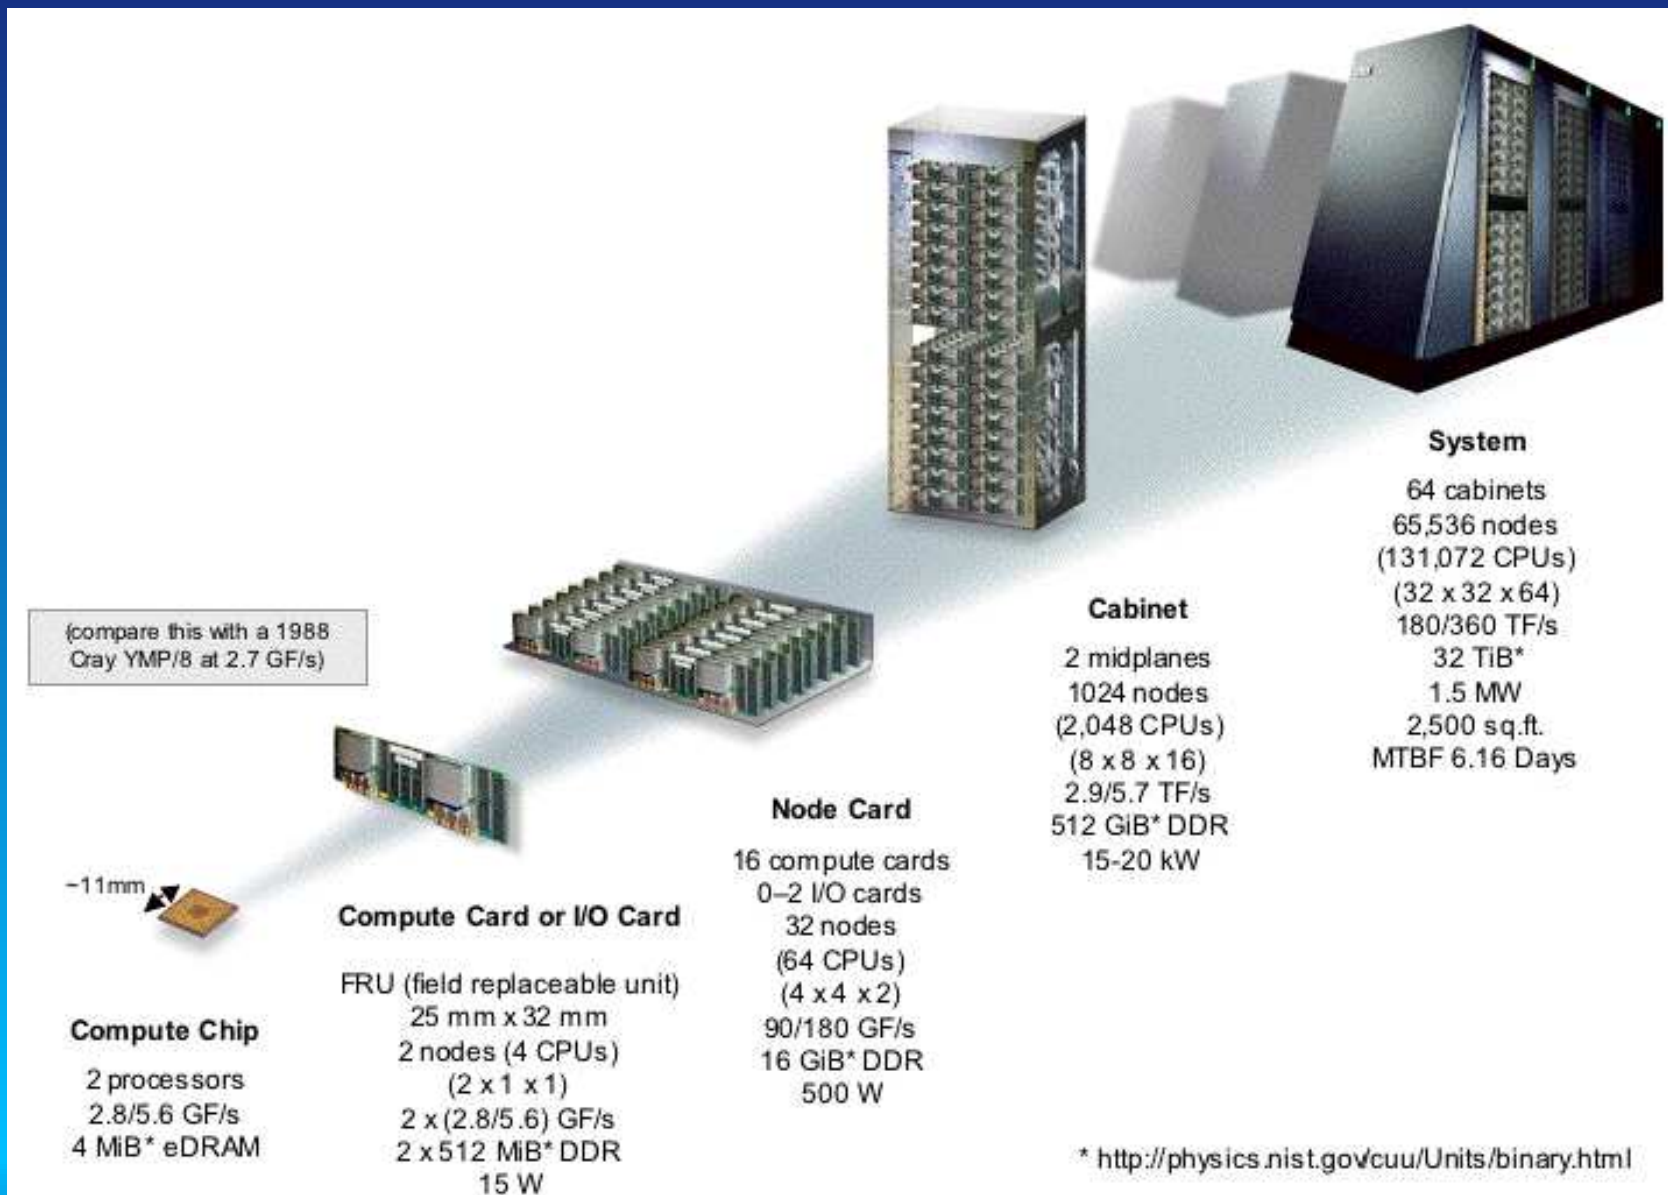 System
64 cabinets
65,536 nodes
(131,072 CPUs)
(32 x 32 x 64)
180/360 TF/s
32 TiB*
1.5 MW
2,500 sq.ft.
MTBF 6.16 Days
Cabinet
2 midplanes
1024 nodes
(2,048 CPUs)
(8 x 8 x 16)
2.9/5.7 TF/s
512 GiB* DDR
15-20 kW
(compare this with a 1988
Cray YMP/8 at 2.7 GF/s)
Node Card
16 compute cards
0–2 I/O cards
32 nodes
(64 CPUs)
(4 x 4 x 2)
90/180 GF/s
16 GiB* DDR
500 W
~11mm
Compute Card or I/O Card
FRU (field replaceable unit)
25 mm x 32 mm
2 nodes (4 CPUs)
(2 x 1 x 1)
2 x (2.8/5.6) GF/s
2 x 512 MiB* DDR
15 W
Compute Chip
2 processors
2.8/5.6 GF/s
4 MiB* eDRAM
* http://physics.nist.gov/cuu/Units/binary.html